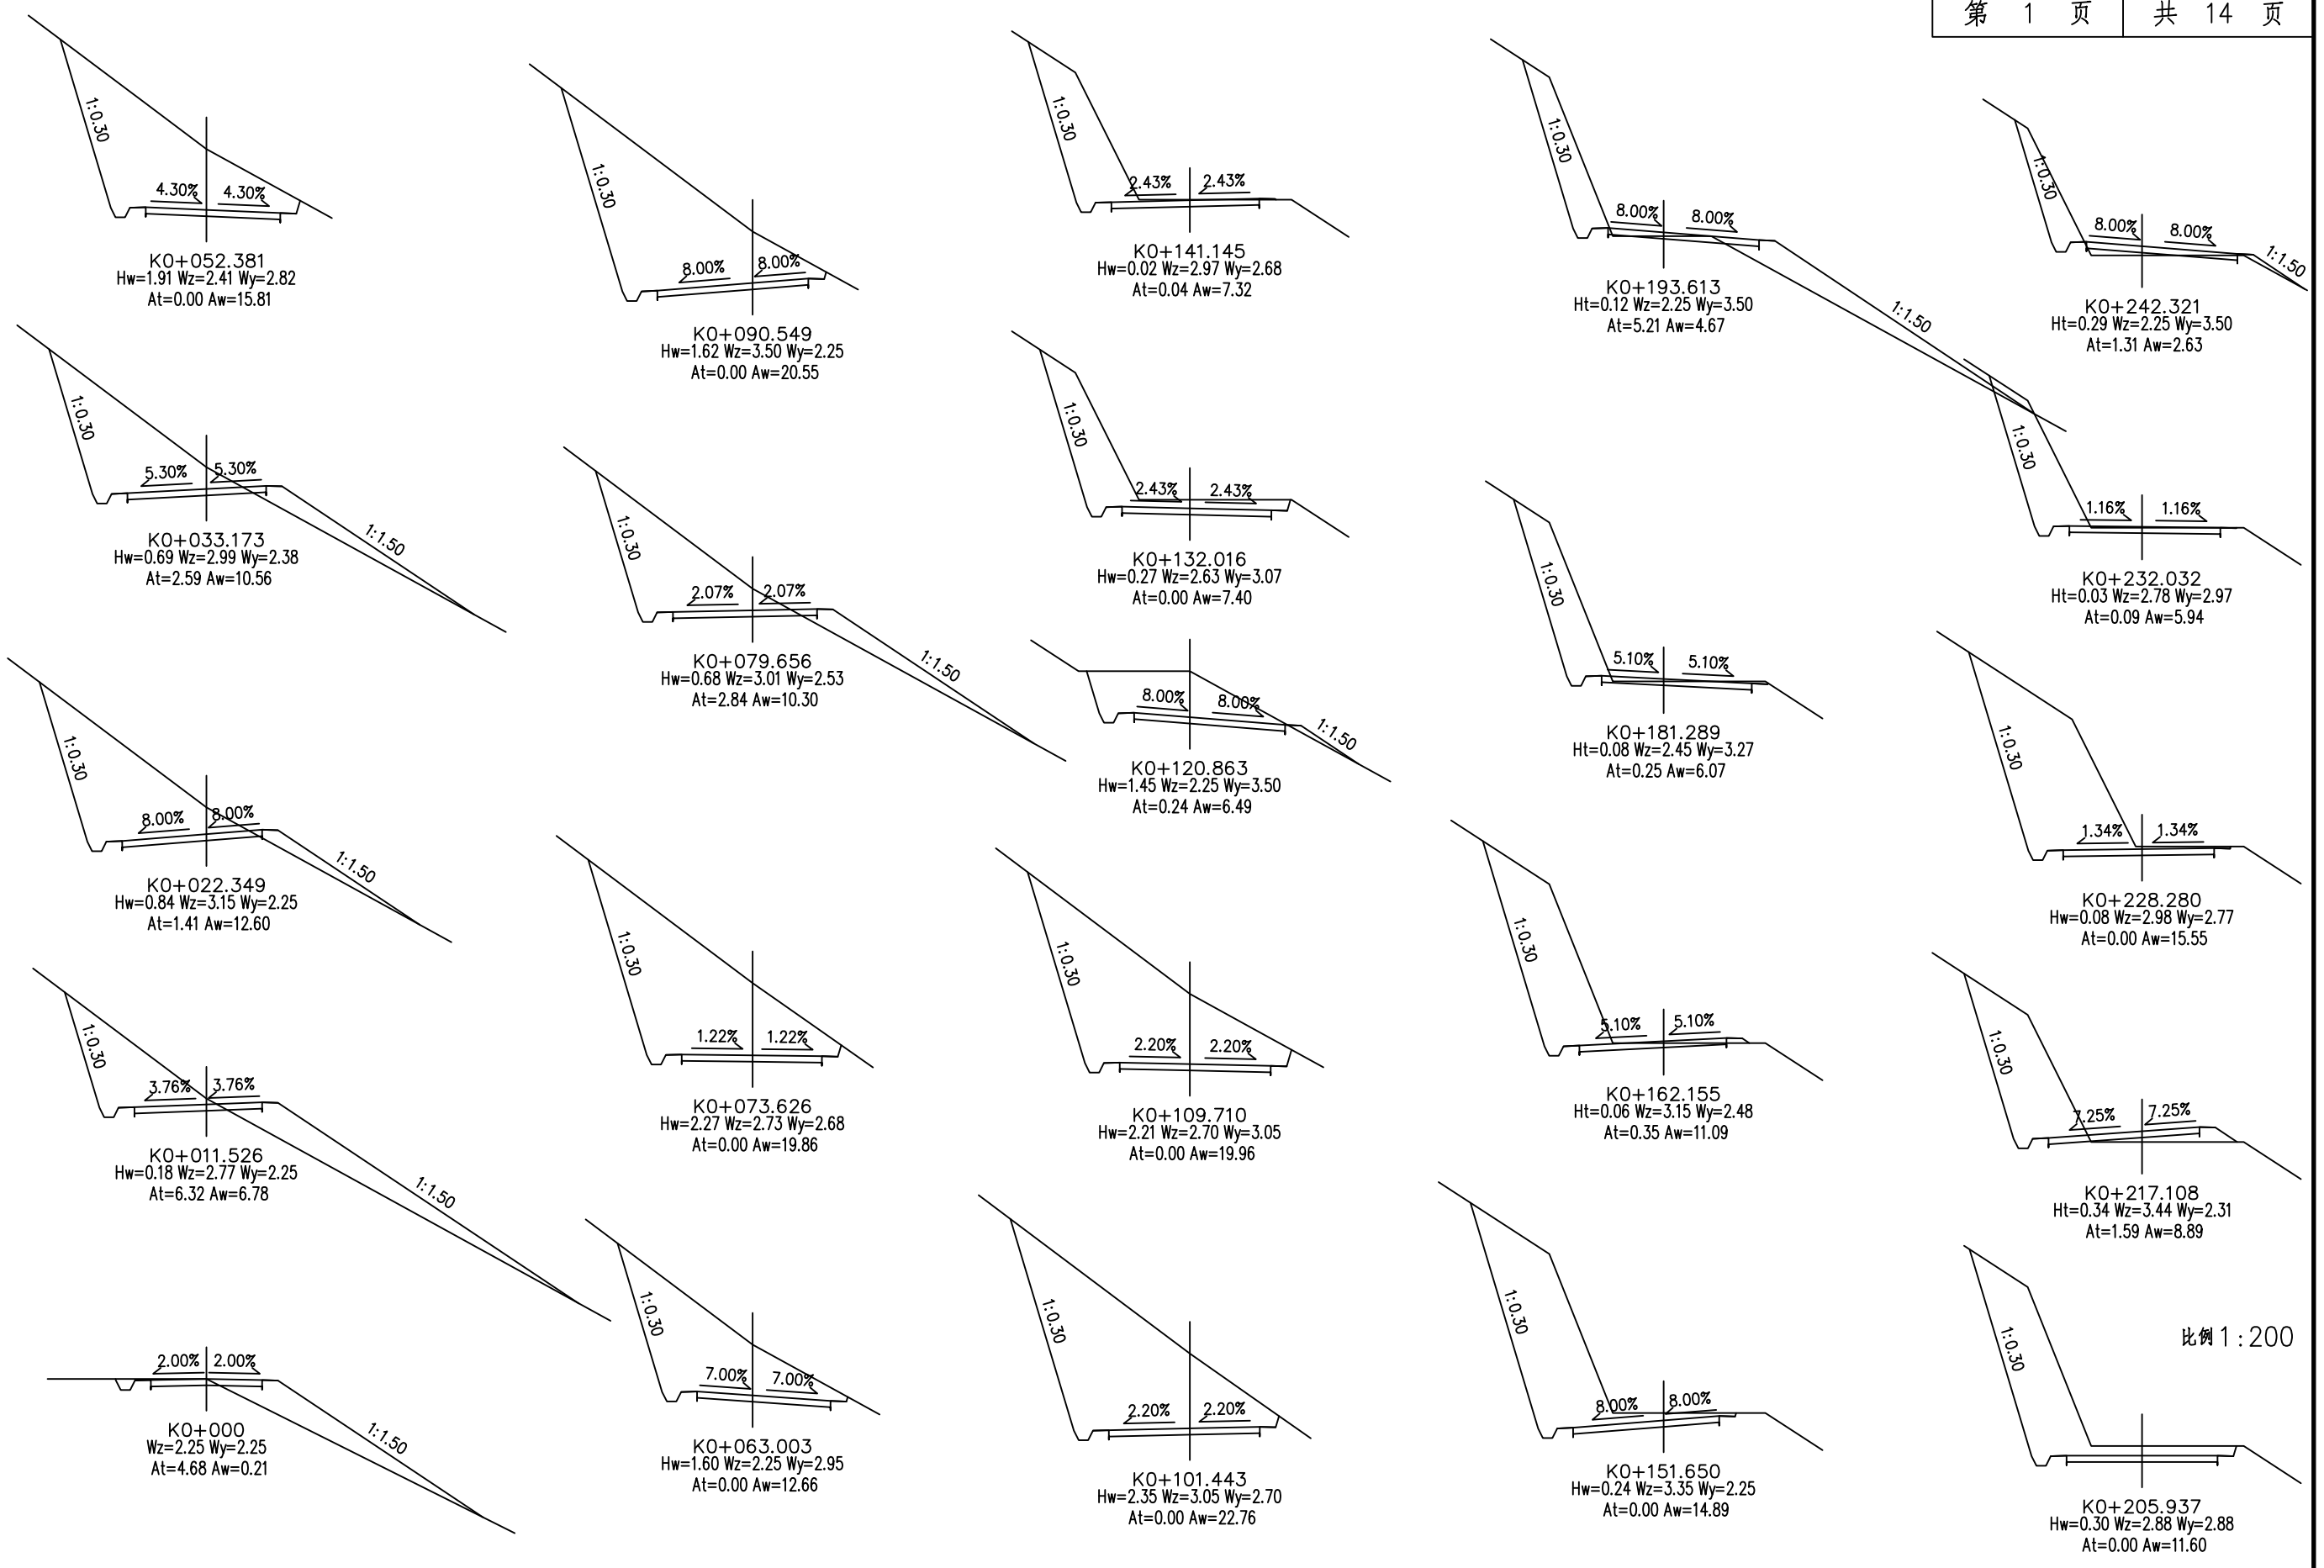 第 1 页 共 14 页
1:0.30
4.30% 4.30%
K0+052.381
Hw=1.91 Wz=2.41 Wy=2.82
At=0.00 Aw=15.81
1:0.30
5.30% 5.30%
1:1.50
K0+033.173
Hw=0.69 Wz=2.99 Wy=2.38
At=2.59 Aw=10.56
1:0.30
8.00% 8.00%
1:1.50
K0+022.349
Hw=0.84 Wz=3.15 Wy=2.25
At=1.41 Aw=12.60
1:0.30
3.76% 3.76%
1:1.50
K0+011.526
Hw=0.18 Wz=2.77 Wy=2.25
At=6.32 Aw=6.78
2.00% 2.00%
1:1.50
K0+000
Wz=2.25 Wy=2.25
At=4.68 Aw=0.21
1:0.30
8.00% 8.00%
K0+090.549
Hw=1.62 Wz=3.50 Wy=2.25
At=0.00 Aw=20.55
1:0.30
2.07% 2.07%
1:1.50
K0+079.656
Hw=0.68 Wz=3.01 Wy=2.53
At=2.84 Aw=10.30
1:0.30
1.22% 1.22%
K0+073.626
Hw=2.27 Wz=2.73 Wy=2.68
At=0.00 Aw=19.86
1:0.30
7.00% 7.00%
K0+063.003
Hw=1.60 Wz=2.25 Wy=2.95
At=0.00 Aw=12.66
1:0.30
2.43% 2.43%
K0+141.145
Hw=0.02 Wz=2.97 Wy=2.68
At=0.04 Aw=7.32
1:0.30
2.43% 2.43%
K0+132.016
Hw=0.27 Wz=2.63 Wy=3.07
At=0.00 Aw=7.40
8.00% 8.00%
1:1.50
K0+120.863
Hw=1.45 Wz=2.25 Wy=3.50
At=0.24 Aw=6.49
1:0.30
2.20% 2.20%
K0+109.710
Hw=2.21 Wz=2.70 Wy=3.05
At=0.00 Aw=19.96
1:0.30
2.20% 2.20%
K0+101.443
Hw=2.35 Wz=3.05 Wy=2.70
At=0.00 Aw=22.76
1:0.30
8.00% 8.00%
1:1.50
K0+193.613
Ht=0.12 Wz=2.25 Wy=3.50
At=5.21 Aw=4.67
1:0.30
5.10% 5.10%
K0+181.289
Ht=0.08 Wz=2.45 Wy=3.27
At=0.25 Aw=6.07
1:0.30
5.10% 5.10%
K0+162.155
Ht=0.06 Wz=3.15 Wy=2.48
At=0.35 Aw=11.09
1:0.30
8.00% 8.00%
K0+151.650
Hw=0.24 Wz=3.35 Wy=2.25
At=0.00 Aw=14.89
1:0.30
8.00% 8.00%
1:1.50
K0+242.321
Ht=0.29 Wz=2.25 Wy=3.50
At=1.31 Aw=2.63
1:0.30
1.16% 1.16%
K0+232.032
Ht=0.03 Wz=2.78 Wy=2.97
At=0.09 Aw=5.94
1:0.30
1.34% 1.34%
K0+228.280
Hw=0.08 Wz=2.98 Wy=2.77
At=0.00 Aw=15.55
1:0.30
7.25% 7.25%
K0+217.108
Ht=0.34 Wz=3.44 Wy=2.31
At=1.59 Aw=8.89
1:0.30
比例 1:200
K0+205.937
Hw=0.30 Wz=2.88 Wy=2.88
At=0.00 Aw=11.60